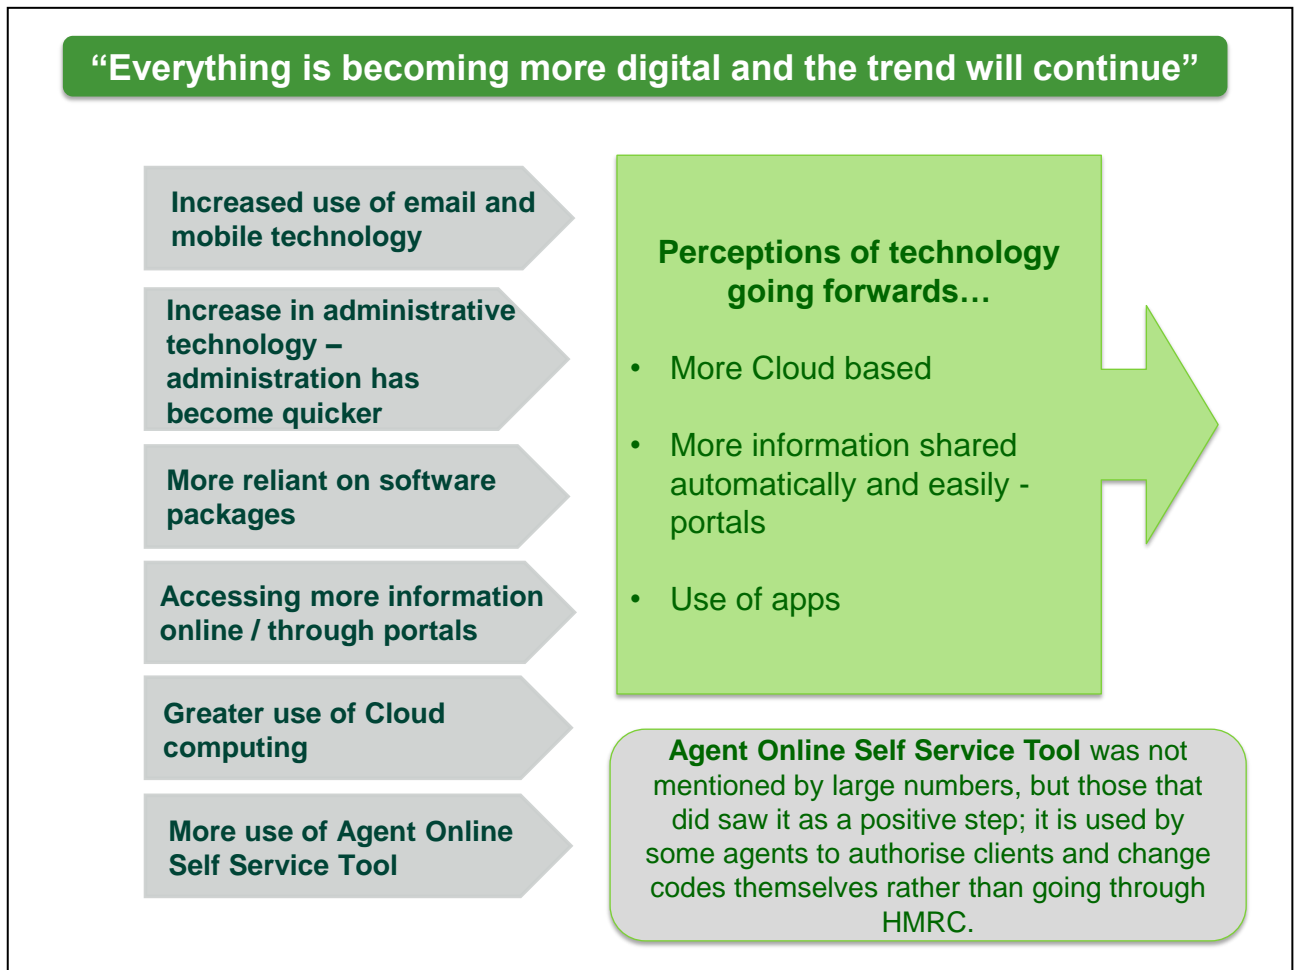 “Everything is becoming more digital and the trend will continue”
Increased use of email and
mobile technology
Increase in administrative
technology –
administration has
become quicker
More reliant on software
packages
Accessing more information
online / through portals
Greater use of Cloud
computing
More use of Agent Online
Self Service Tool
Perceptions of technology
going forwards…
• More Cloud based
• More information shared
automatically and easily -
portals
• Use of apps
Agent Online Self Service Tool was not
mentioned by large numbers, but those that
did saw it as a positive step; it is used by
some agents to authorise clients and change
codes themselves rather than going through
HMRC.